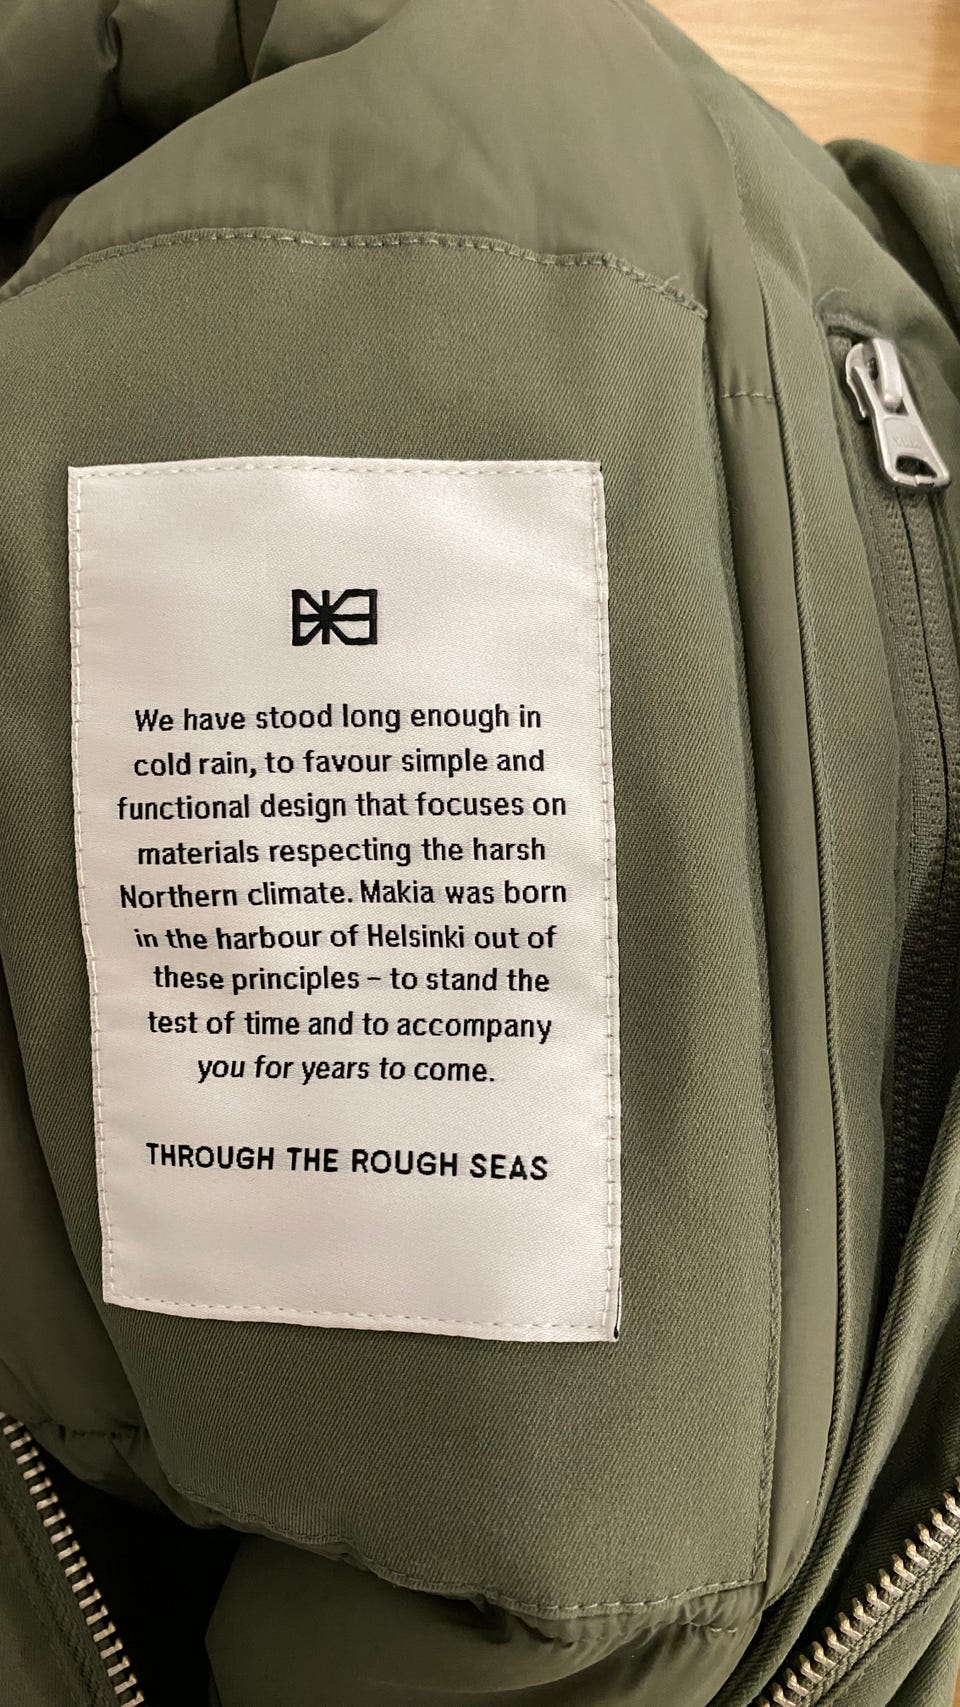 We have stood long enough in
cold rain, to favour simple and
functional design that focuses on
materials respecting the harsh
Northern climate. Makia was born
in the harbour of Helsinki out of
these principles – to stand the
test of time and to accompany
you for years to come.
THROUGH THE ROUGH SEAS